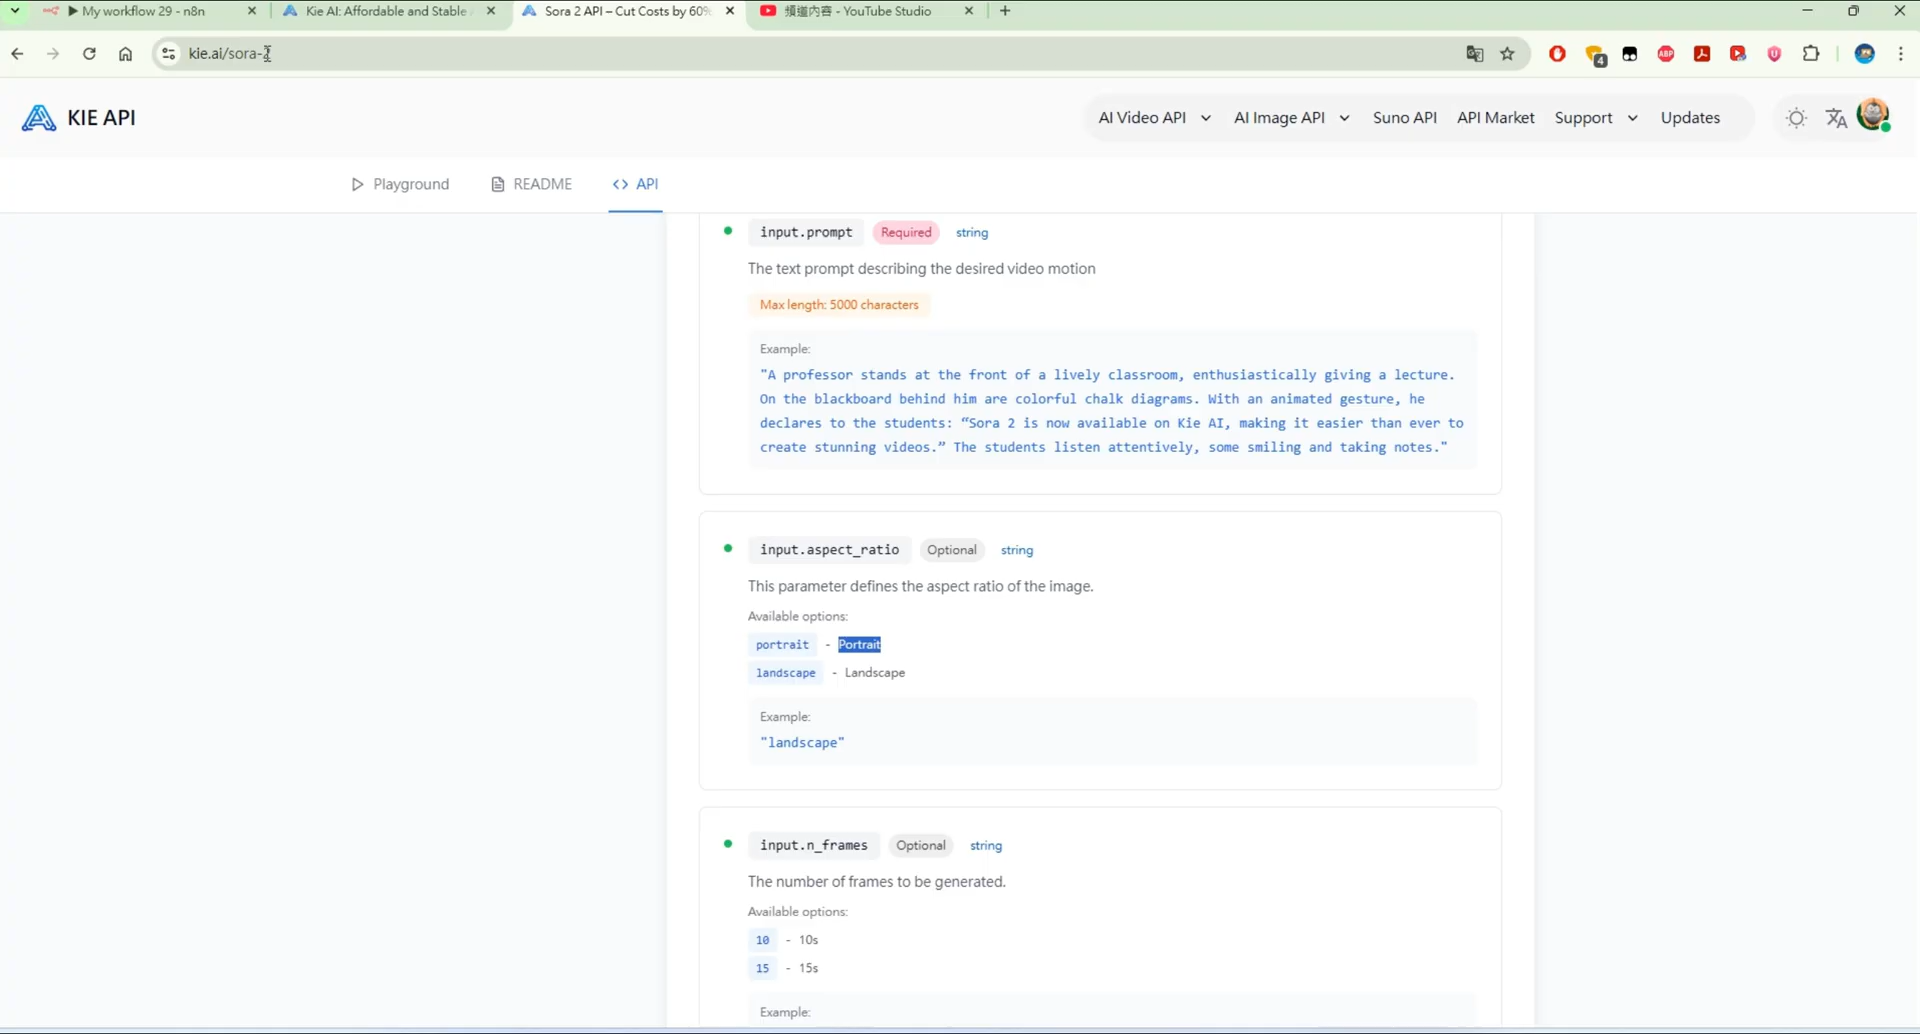 My workflow 29 - n8n
Kie AI: Affordable and Stable
Sora 2 API – Cut Costs by 60%
頻道內容 - YouTube Studio
kie.ai/sora-2
4
ABP
KIE API
AI Video API
AI Image API
Suno API
API Market
Support
Updates
Playground
README
<> API
input.prompt Required string
The text prompt describing the desired video motion
Max length: 5000 characters
Example:
"A professor stands at the front of a lively classroom, enthusiastically giving a lecture.
On the blackboard behind him are colorful chalk diagrams. With an animated gesture, he
declares to the students: “Sora 2 is now available on Kie AI, making it easier than ever to
create stunning videos.” The students listen attentively, some smiling and taking notes."
input.aspect_ratio Optional string
This parameter defines the aspect ratio of the image.
Available options:
portrait - Portrait
landscape - Landscape
Example:
"landscape"
input.n_frames Optional string
The number of frames to be generated.
Available options:
10 - 10s
15 - 15s
Example: